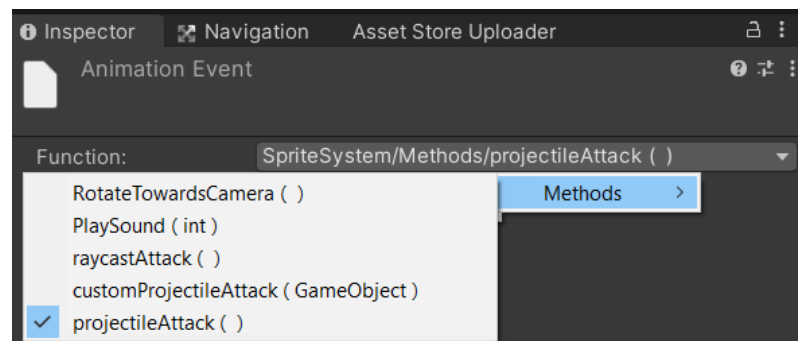 Inspector Navigation Asset Store Uploader
Animation Event
Function: SpriteSystem/Methods/projectileAttack ( )
RotateTowardsCamera ( ) Methods
PlaySound ( int )
raycastAttack ( )
customProjectileAttack ( GameObject )
projectileAttack ( )